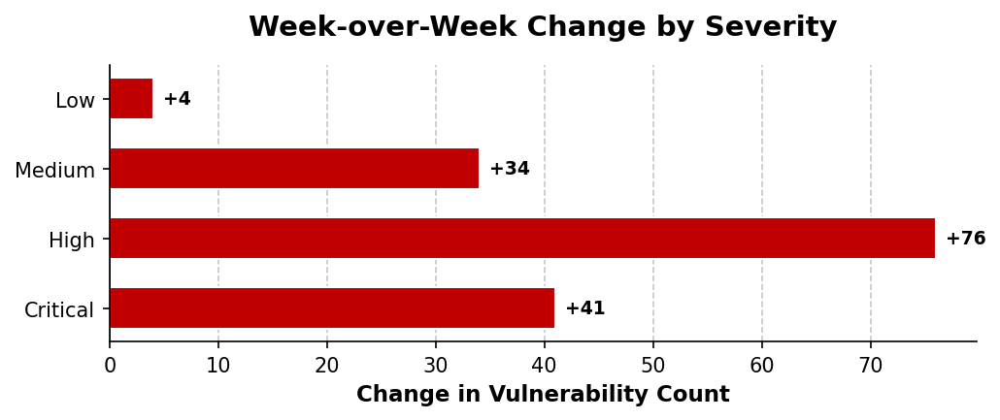 Week-over-Week Change by Severity
Low +4
Medium +34
High +76
Critical +41
0 10 20 30 40 50 60 70
Change in Vulnerability Count